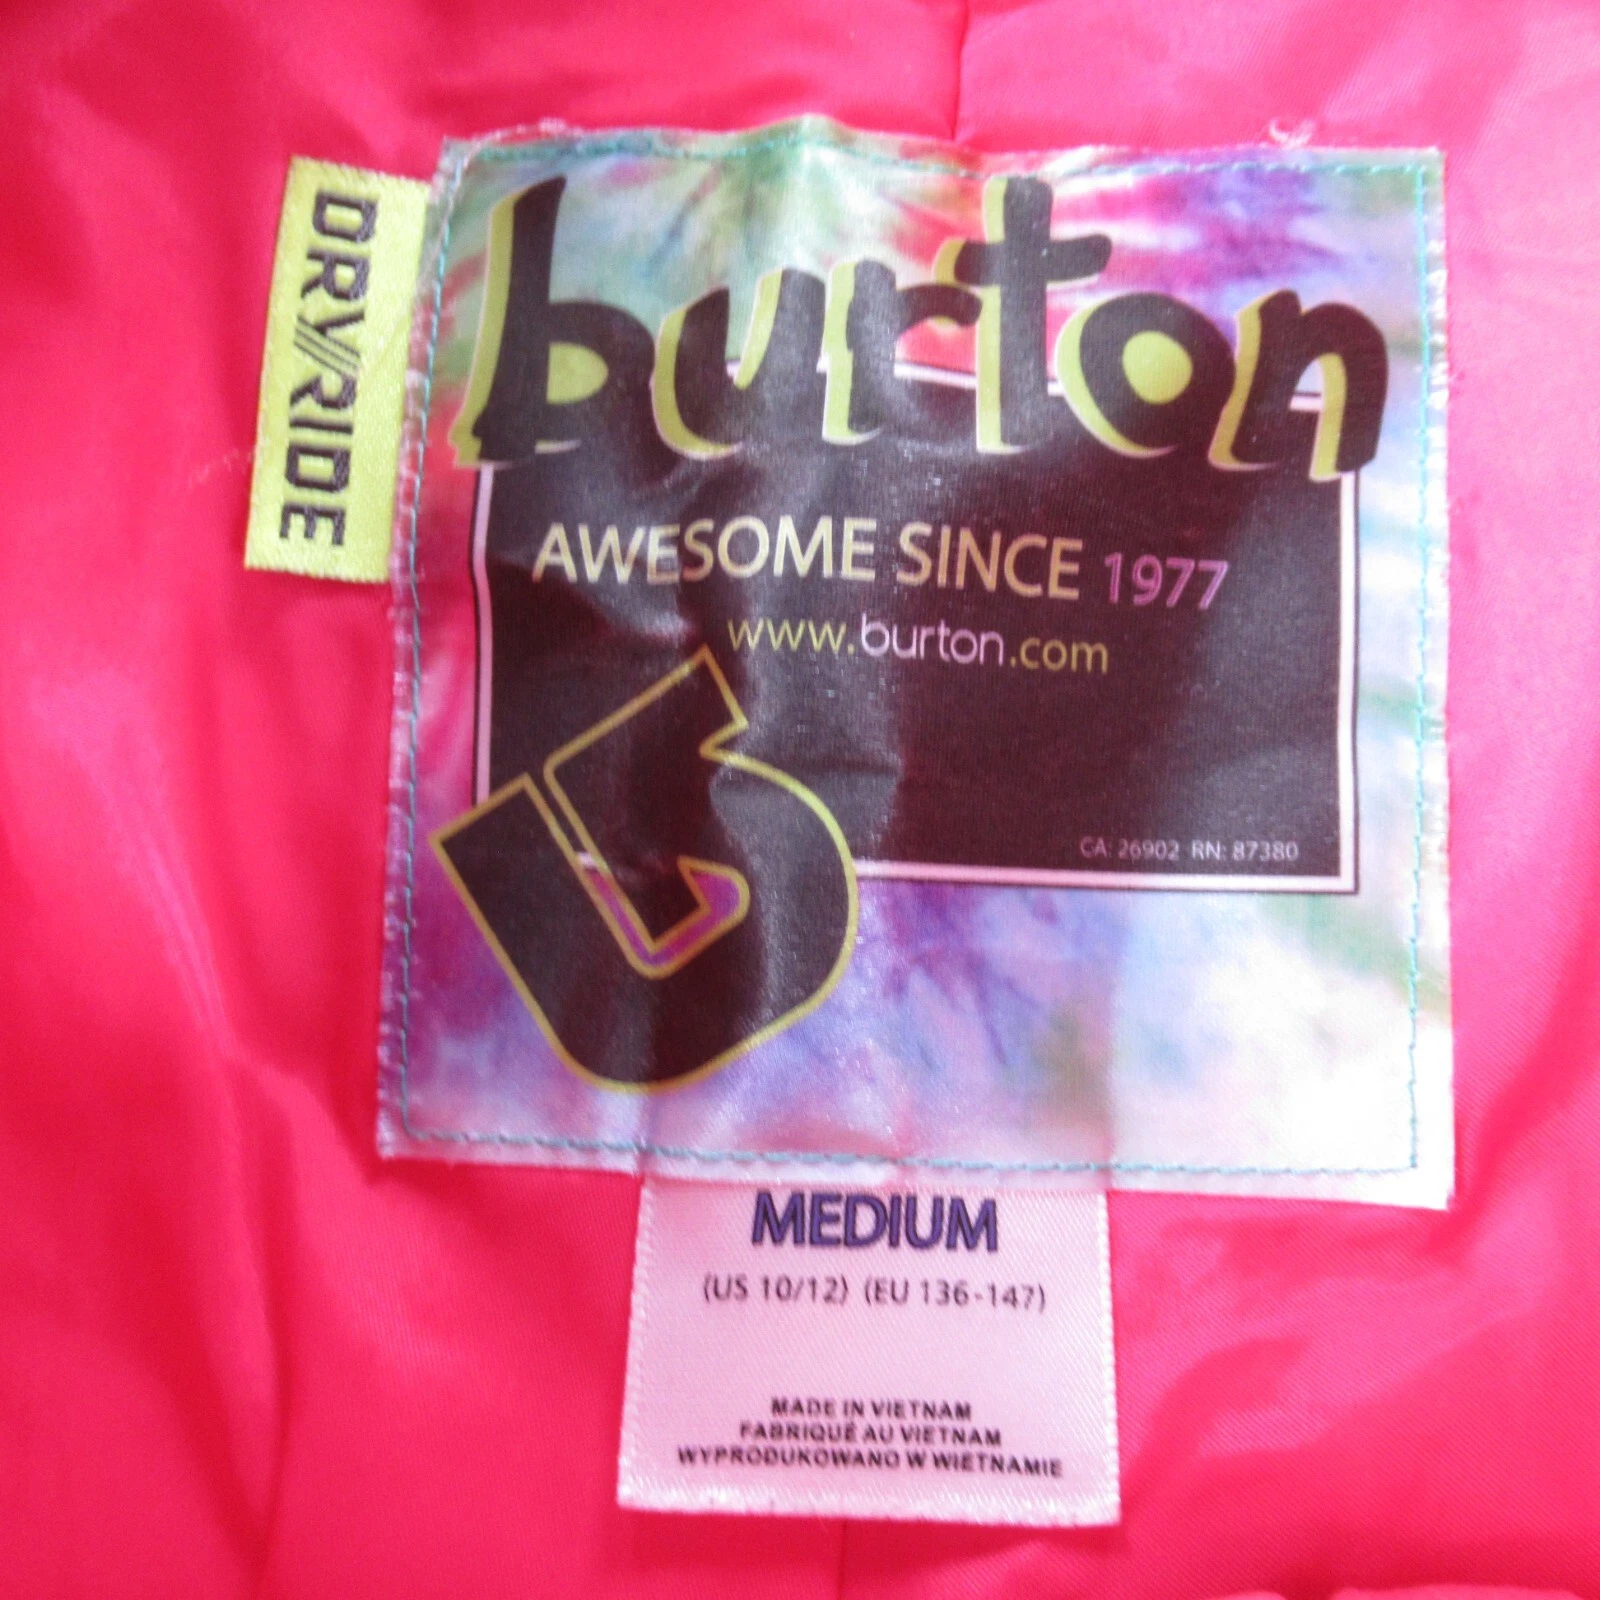 DRY///RIDE
burton
AWESOME SINCE 1977
www.burton.com
CA: 26902 RN: 87380
MEDIUM
(US 10/12) (EU 136-147)
MADE IN VIETNAM
FABRIQUÉ AU VIETNAM
WYPRODUKOWANO W WIETNAMIE